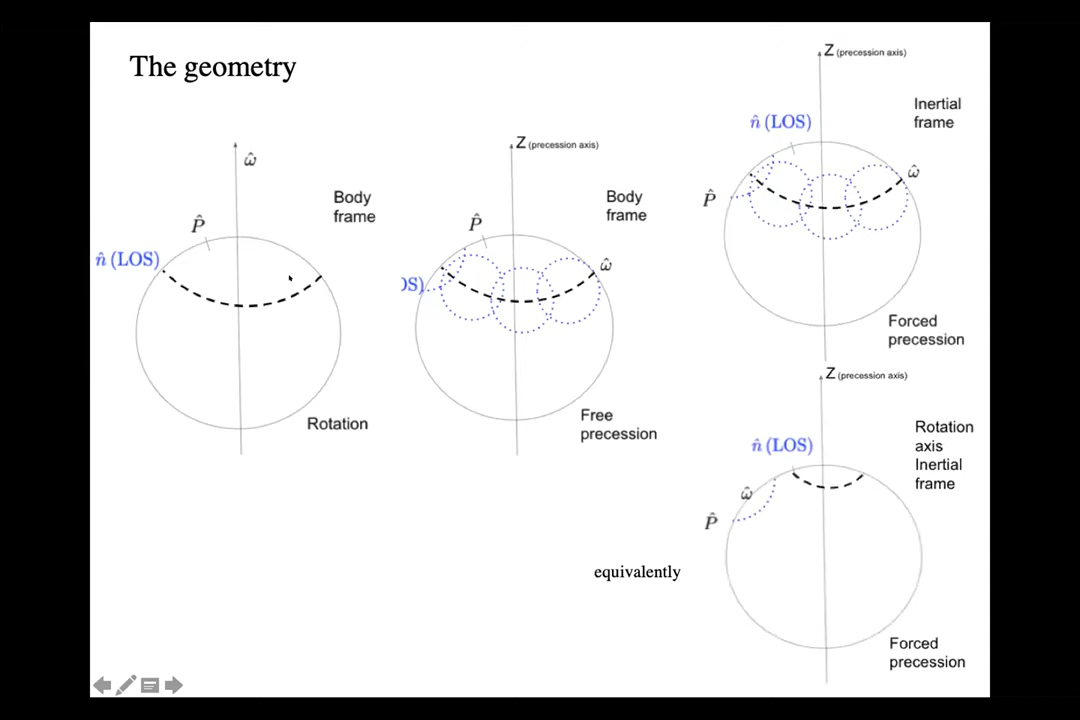 The geometry
ω̂
P̂
n̂ (LOS)
Body
frame
Rotation
Z (precession axis)
P̂
Body
frame
ω̂
OS)
Free
precession
Z (precession axis)
n̂ (LOS)
Inertial
frame
ω̂
P̂
Forced
precession
equivalently
Z (precession axis)
n̂ (LOS)
Rotation
axis
Inertial
frame
ω̂
P̂
Forced
precession